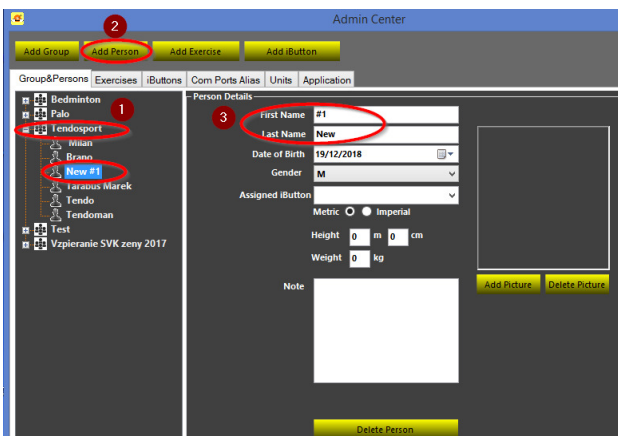 Admin Center
2
Add Group Add Person Add Exercise Add iButton
Group&Persons Exercises iButtons Com Ports Alias Units Application
Bedminton
Palo
1
Tendosport
Milan
Brano
New #1
Tarabus Marek
Tendo
Tendoman
Test
Vzpieranie SVK zeny 2017
Person Details
3
First Name #1
Last Name New
Date of Birth 19/12/2018
Gender M
Assigned iButton
Metric Imperial
Height 0 m 0 cm
Weight 0 kg
Note
Add Picture Delete Picture
Delete Person